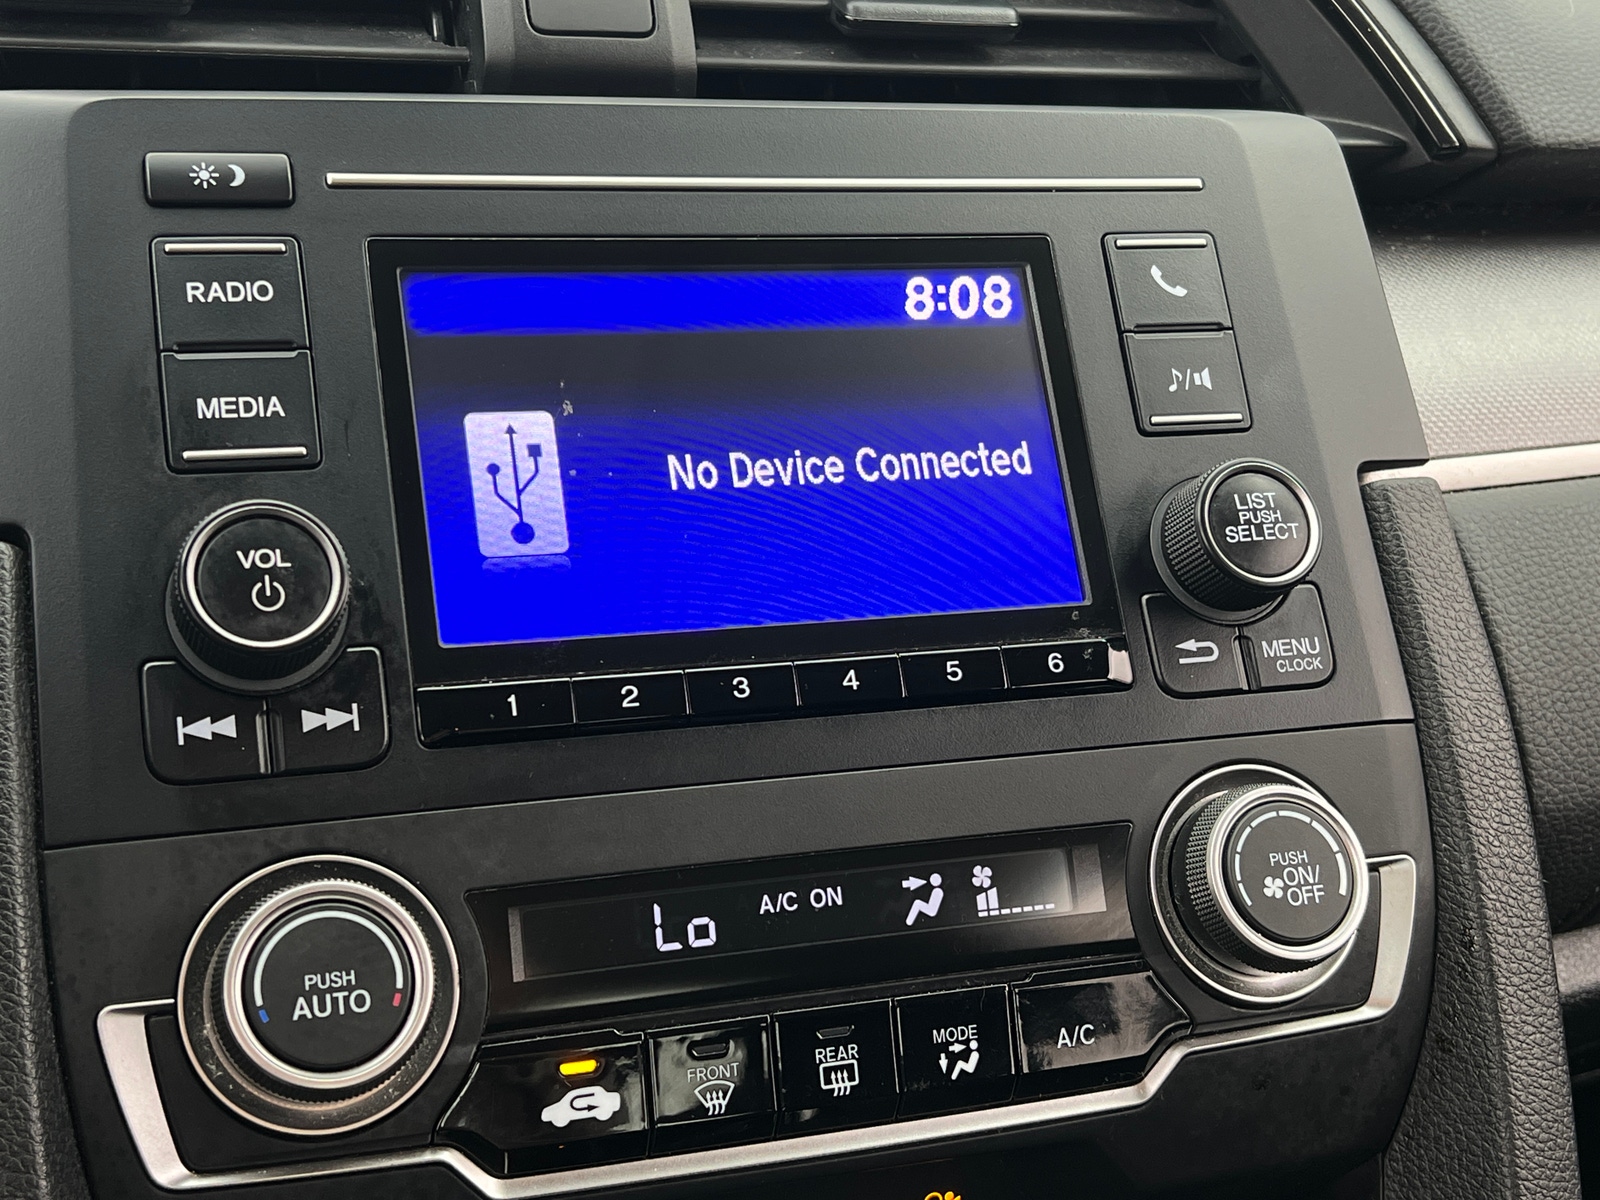 8:08
RADIO
MEDIA
No Device Connected
VOL
LIST
PUSH
SELECT
MENU
CLOCK
1 2 3 4 5 6
Lo A/C ON
PUSH
ON/
OFF
PUSH
AUTO
FRONT
REAR
MODE
A/C